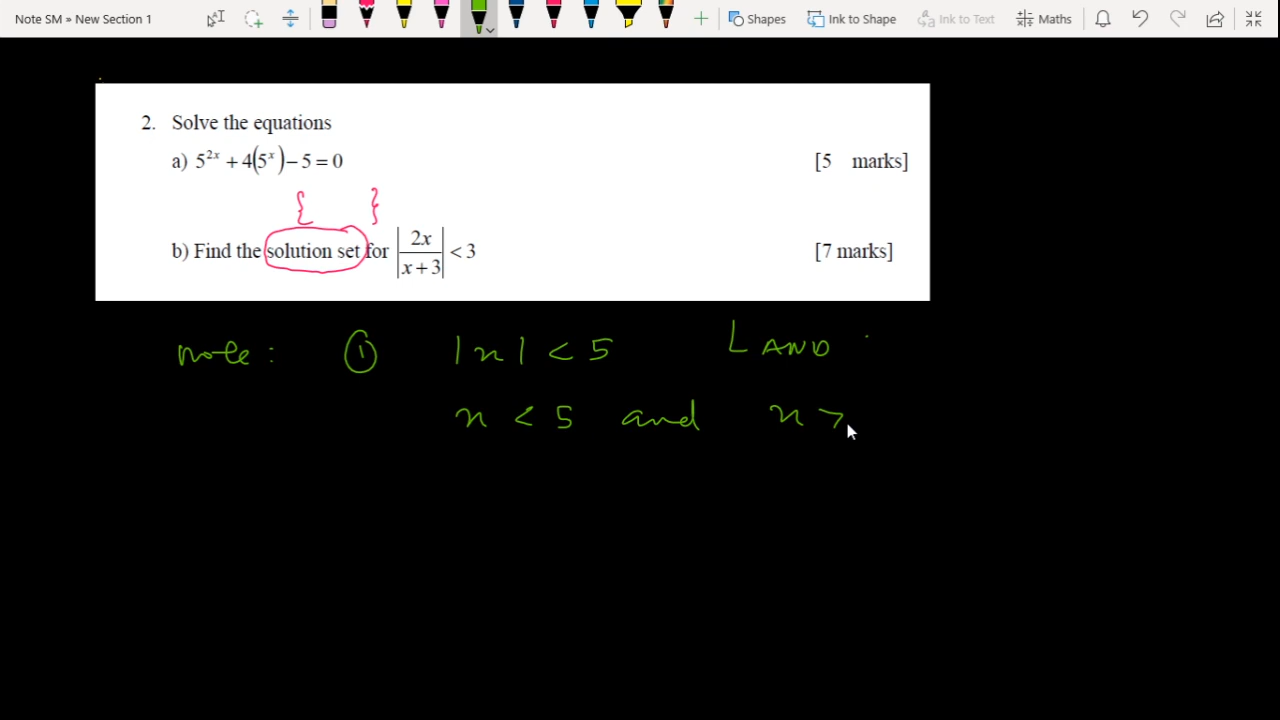 Note SM » New Section 1
Shapes
Ink to Shape
Ink to Text
Maths
2. Solve the equations
a) 5^{2x} + 4(5^x) − 5 = 0 [5 marks]
{ }
b) Find the solution set for |2x/(x+3)| < 3 [7 marks]
note: ① |x| < 5 LAND
x < 5 and x >